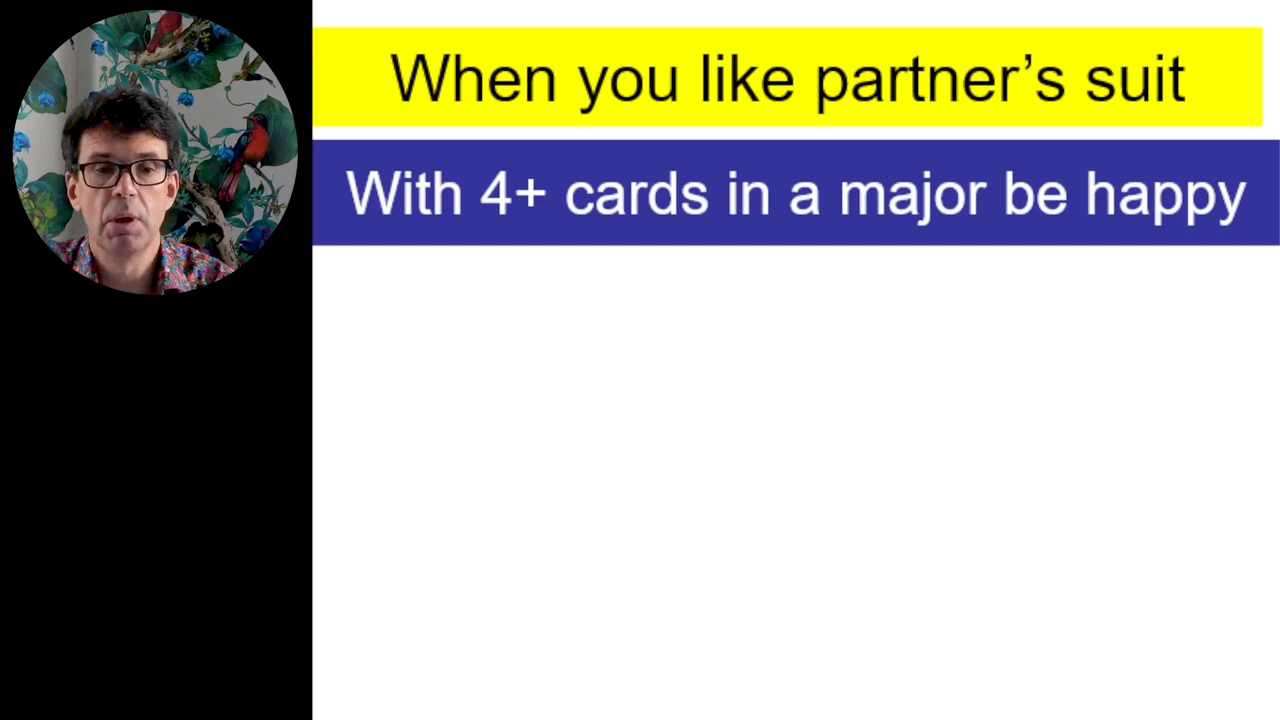 When you like partner’s suit
With 4+ cards in a major be happy